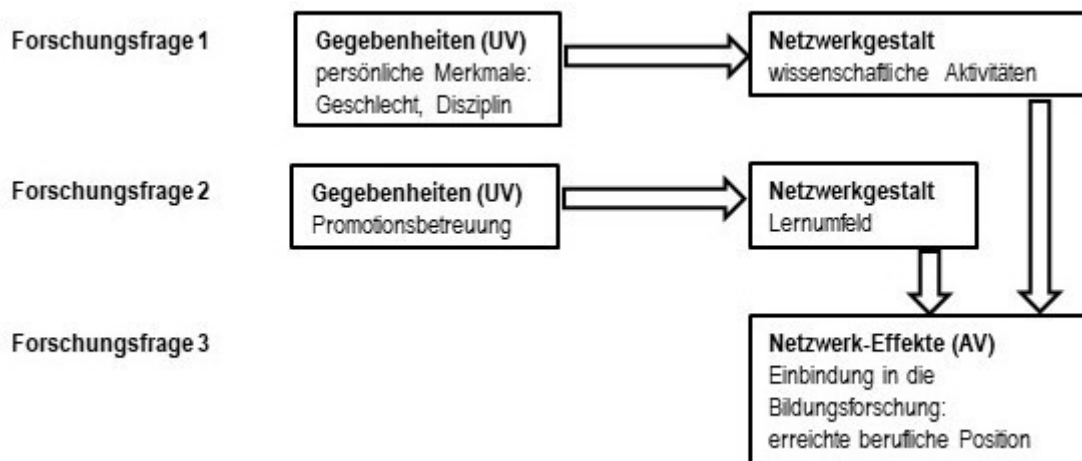 Forschungsfrage 1
Gegebenheiten (UV)
persönliche Merkmale:
Geschlecht, Disziplin
Netzwerkgestalt
wissenschaftliche Aktivitäten
Forschungsfrage 2
Gegebenheiten (UV)
Promotionsbetreuung
Netzwerkgestalt
Lernumfeld
Forschungsfrage 3
Netzwerk-Effekte (AV)
Einbindung in die
Bildungsforschung:
erreichte berufliche Position